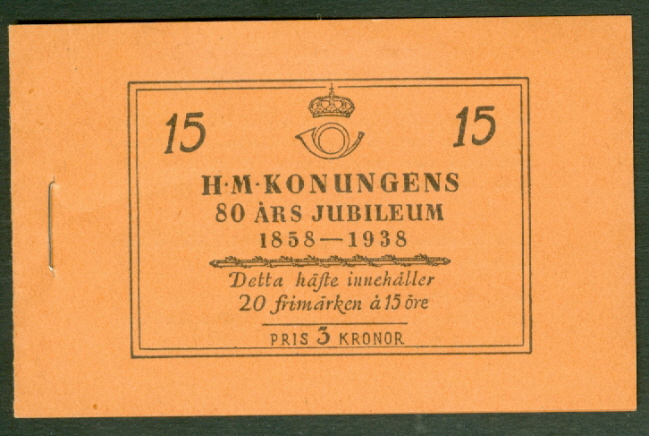 15 15
H·M·KONUNGENS
80 ÅRS JUBILEUM
1858—1938
Detta häfte innehåller
20 frimärken à 15 öre
PRIS 3 KRONOR